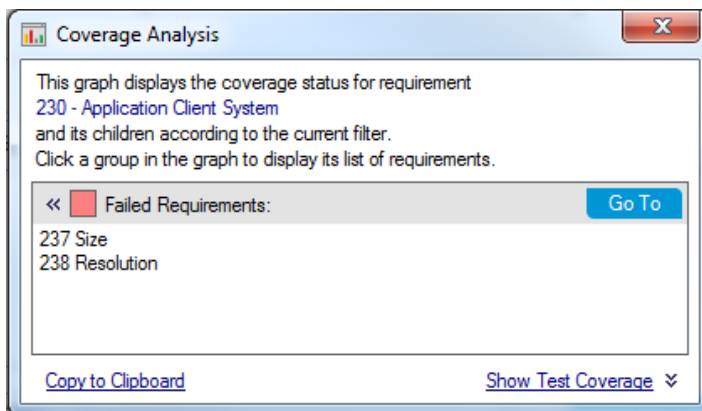 Coverage Analysis
This graph displays the coverage status for requirement
230 - Application Client System
and its children according to the current filter.
Click a group in the graph to display its list of requirements.
« Failed Requirements: Go To
237 Size
238 Resolution
Copy to Clipboard Show Test Coverage